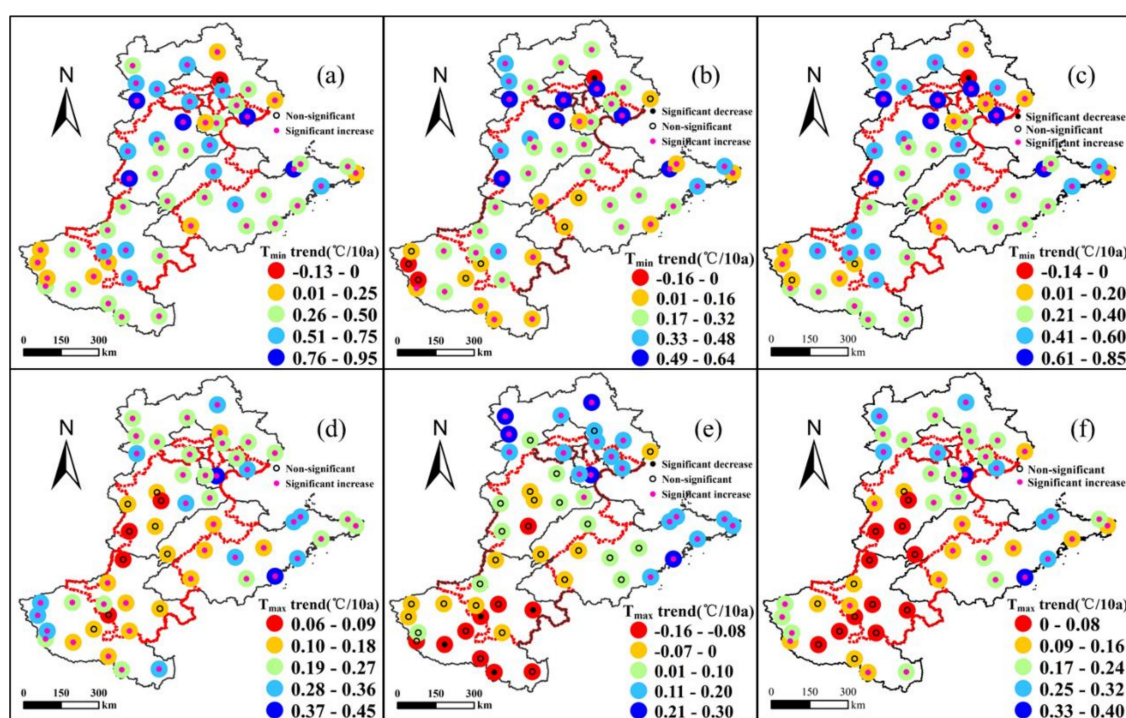 (a)
N
Non-significant
Significant increase
Tmin trend(℃/10a)
-0.13 - 0
0.01 - 0.25
0.26 - 0.50
0.51 - 0.75
0.76 - 0.95
0 150 300
km
(b)
N
Significant decrease
Non-significant
Significant increase
Tmin trend(℃/10a)
-0.16 - 0
0.01 - 0.16
0.17 - 0.32
0.33 - 0.48
0.49 - 0.64
0 150 300
km
(c)
N
Significant decrease
Non-significant
Significant increase
Tmin trend(℃/10a)
-0.14 - 0
0.01 - 0.20
0.21 - 0.40
0.41 - 0.60
0.61 - 0.85
0 150 300
km
(d)
N
Non-significant
Significant increase
Tmax trend(℃/10a)
0.06 - 0.09
0.10 - 0.18
0.19 - 0.27
0.28 - 0.36
0.37 - 0.45
0 150 300
km
(e)
N
Significant decrease
Non-significant
Significant increase
Tmax trend(℃/10a)
-0.16 - -0.08
-0.07 - 0
0.01 - 0.10
0.11 - 0.20
0.21 - 0.30
0 150 300
km
(f)
N
Non-significant
Significant increase
Tmax trend(℃/10a)
0 - 0.08
0.09 - 0.16
0.17 - 0.24
0.25 - 0.32
0.33 - 0.40
0 150 300
km